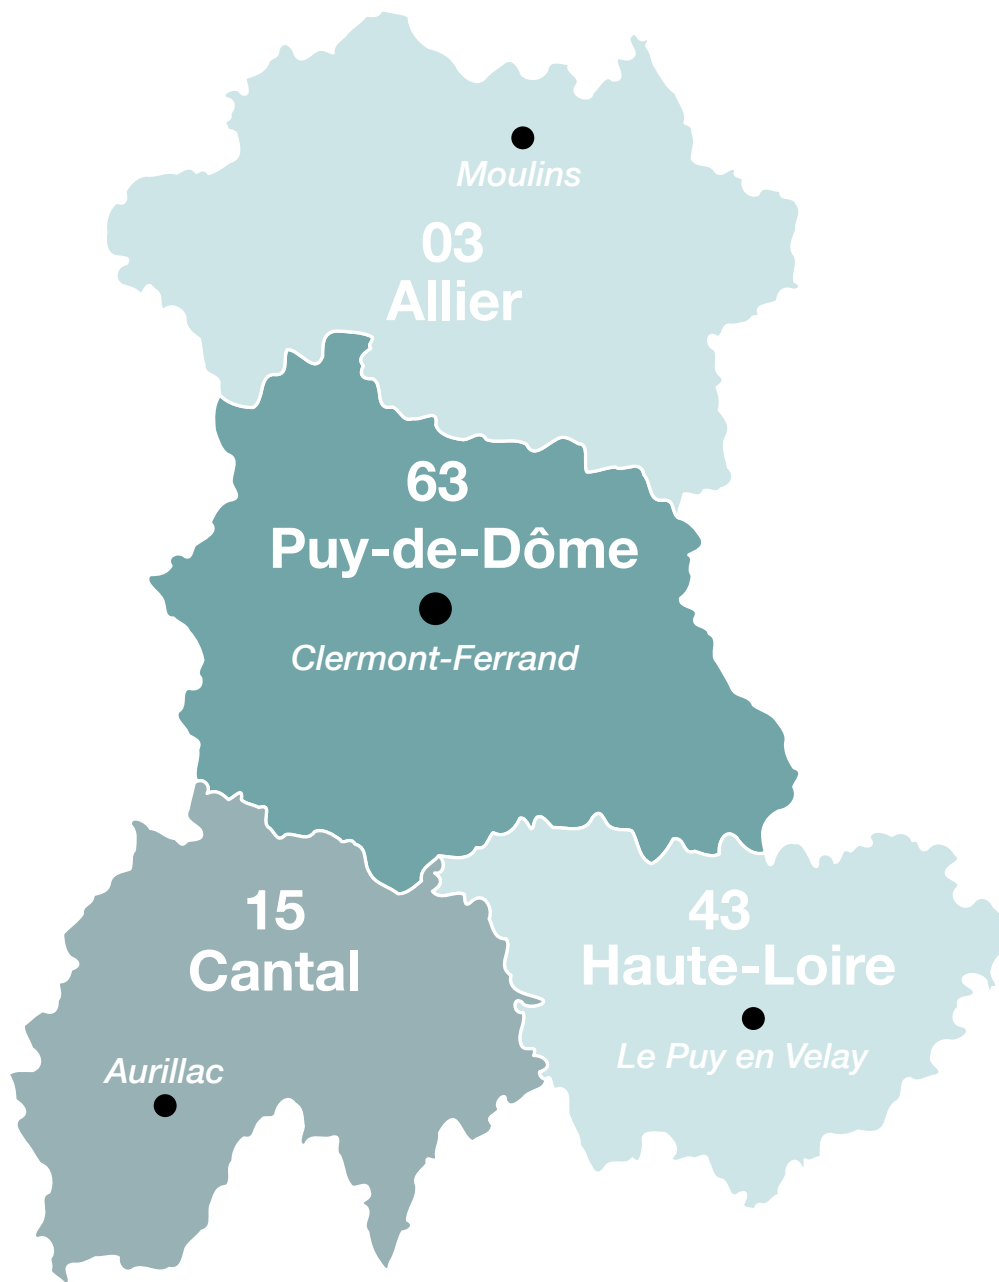 Moulins
03
Allier
63
Puy-de-Dôme
Clermont-Ferrand
15
Cantal
Aurillac
43
Haute-Loire
Le Puy en Velay